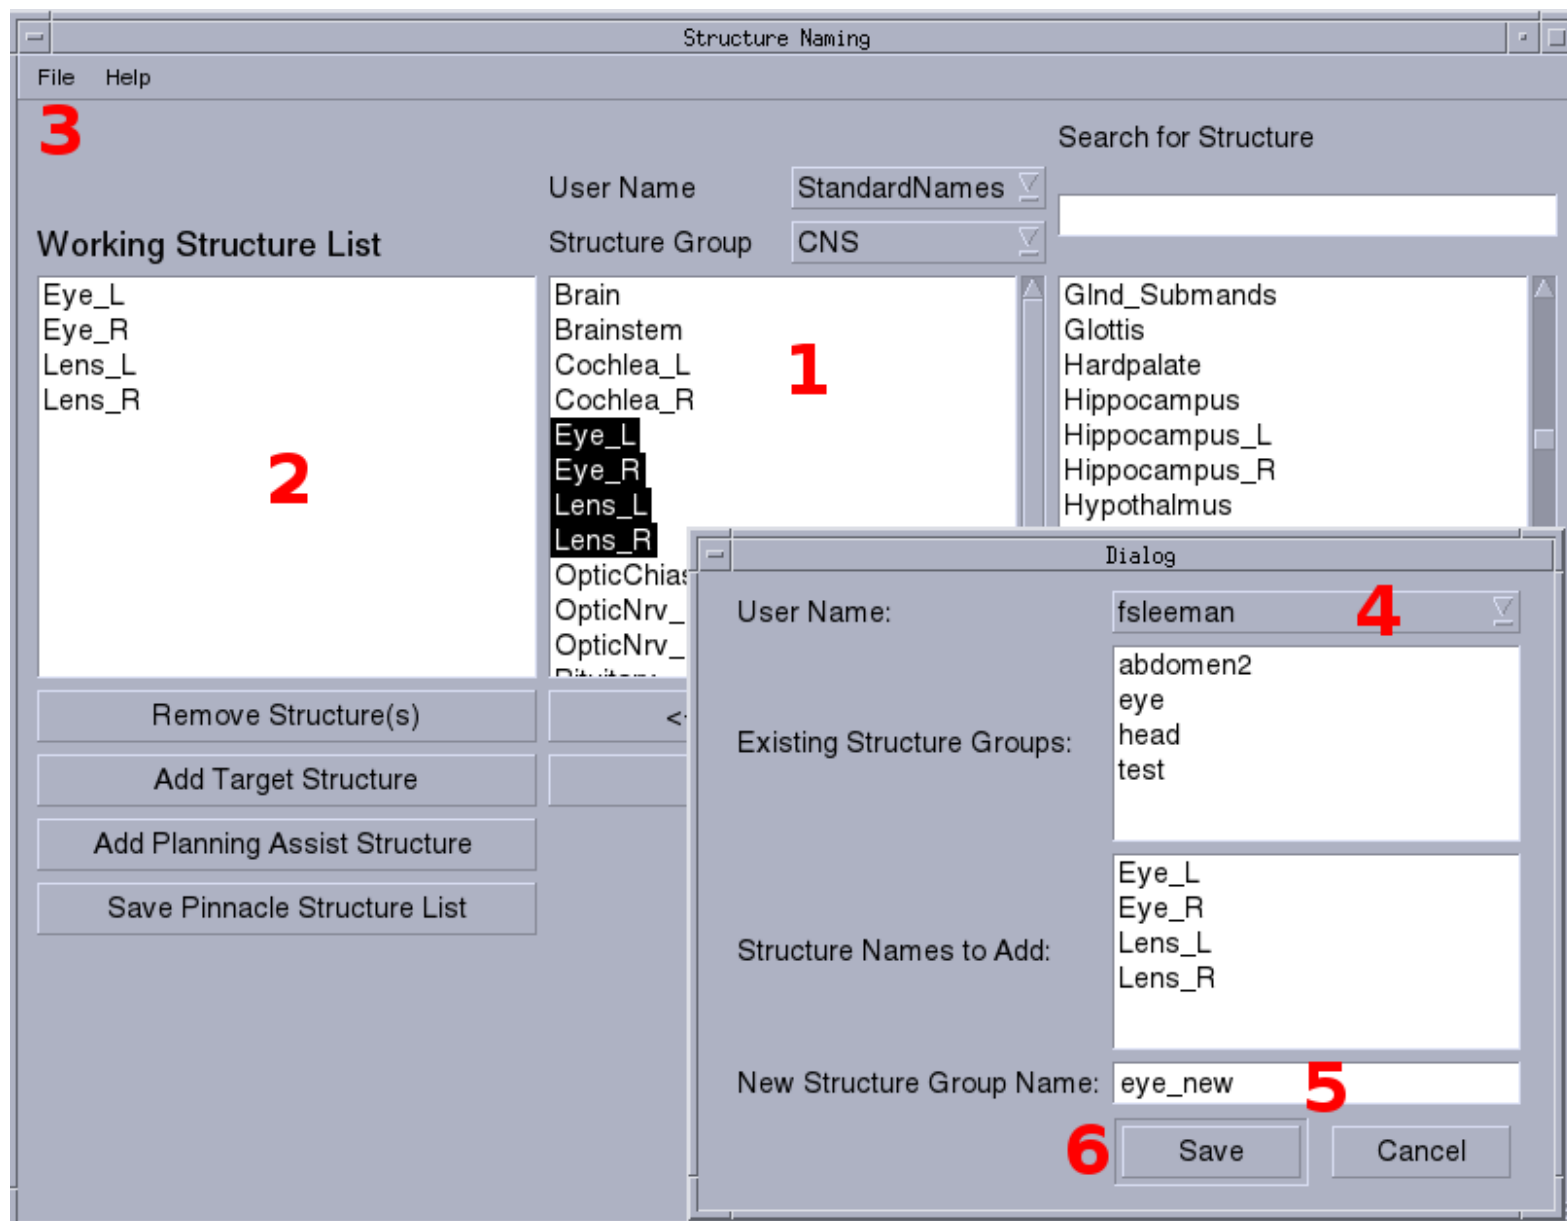 Structure Naming
File Help
3
Search for Structure
User Name StandardNames
Working Structure List
Structure Group CNS
Eye_L
Eye_R
Lens_L
Lens_R
2
Brain
Brainstem
Cochlea_L
Cochlea_R
1
Eye_L
Eye_R
Lens_L
Lens_R
OpticChias
OpticNrv_
OpticNrv_
Glnd_Submands
Glottis
Hardpalate
Hippocampus
Hippocampus_L
Hippocampus_R
Hypothalmus
Remove Structure(s)
Add Target Structure
Add Planning Assist Structure
Save Pinnacle Structure List
Dialog
User Name: fsleeman 4
Existing Structure Groups:
abdomen2
eye
head
test
Structure Names to Add:
Eye_L
Eye_R
Lens_L
Lens_R
New Structure Group Name: eye_new 5
6 Save Cancel